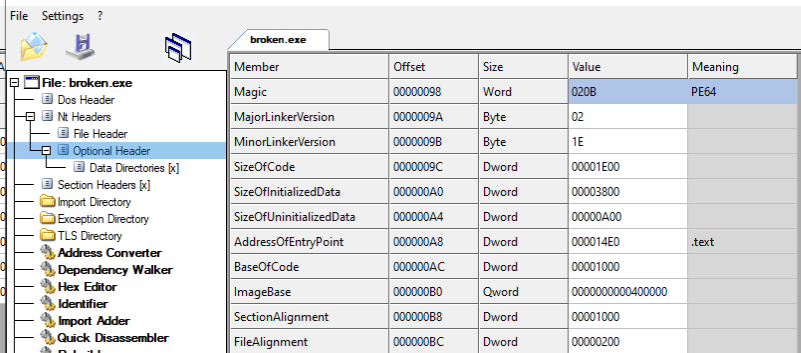 File Settings ?
broken.exe
File: broken.exe
Dos Header
Nt Headers
File Header
Optional Header
Data Directories [x]
Section Headers [x]
Import Directory
Exception Directory
TLS Directory
Address Converter
Dependency Walker
Hex Editor
Identifier
Import Adder
Quick Disassembler
Member Offset Size Value Meaning
Magic 00000098 Word 020B PE64
MajorLinkerVersion 0000009A Byte 02
MinorLinkerVersion 0000009B Byte 1E
SizeOfCode 0000009C Dword 00001E00
SizeOfInitializedData 000000A0 Dword 00003800
SizeOfUninitializedData 000000A4 Dword 00000A00
AddressOfEntryPoint 000000A8 Dword 000014E0 .text
BaseOfCode 000000AC Dword 00001000
ImageBase 000000B0 Qword 0000000000400000
SectionAlignment 000000B8 Dword 00001000
FileAlignment 000000BC Dword 00000200